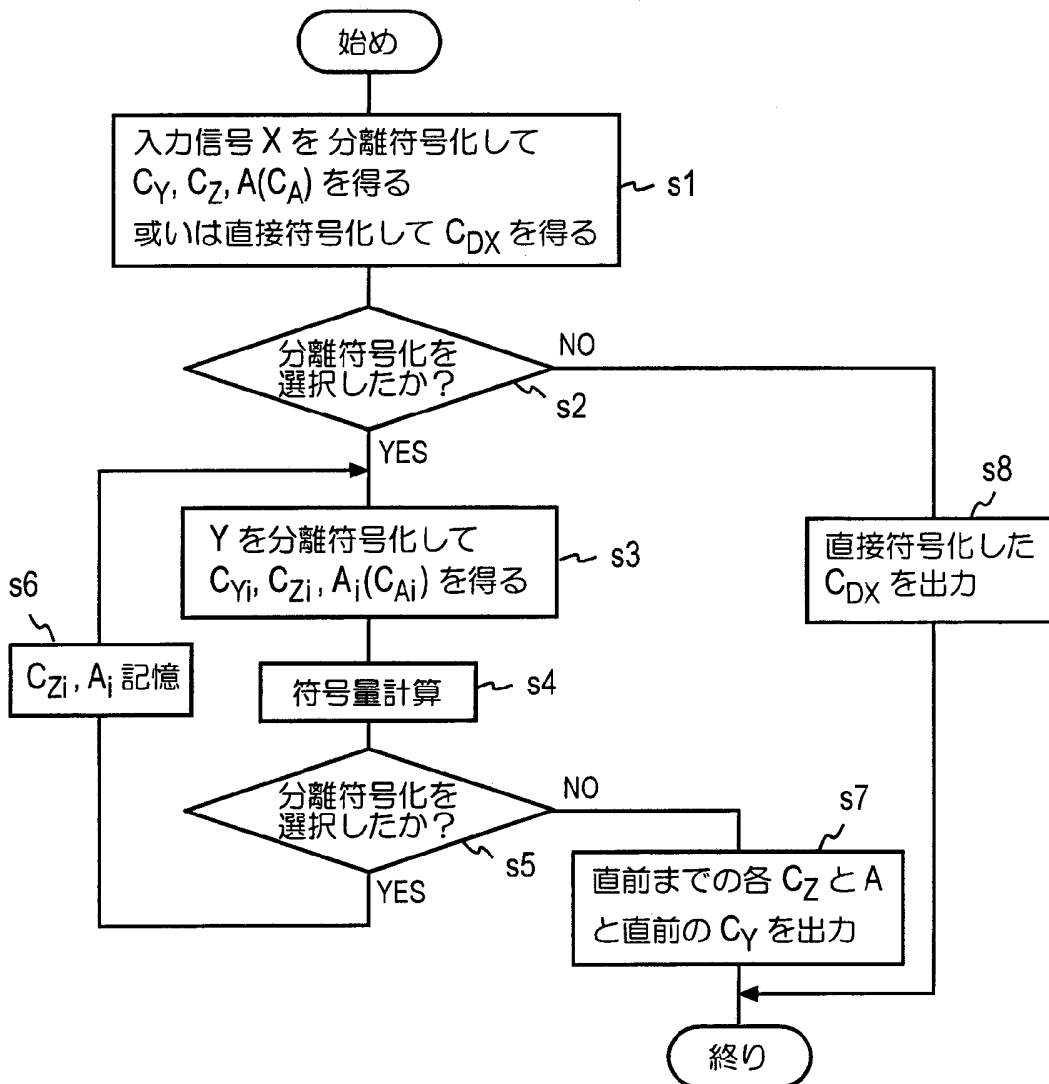 始め
入力信号 X を 分離符号化して
CY, CZ, A(CA) を得る
或いは直接符号化して CDX を得る
s1
分離符号化を
選択したか？
NO
s2
YES
s8
Y を分離符号化して
CYi, CZi, Ai(CAi) を得る
s3
直接符号化した
CDX を出力
s6
CZi, Ai 記憶
符号量計算
s4
分離符号化を
選択したか？
NO
s5
YES
s7
直前までの各 CZ と A
と直前の CY を出力
終り